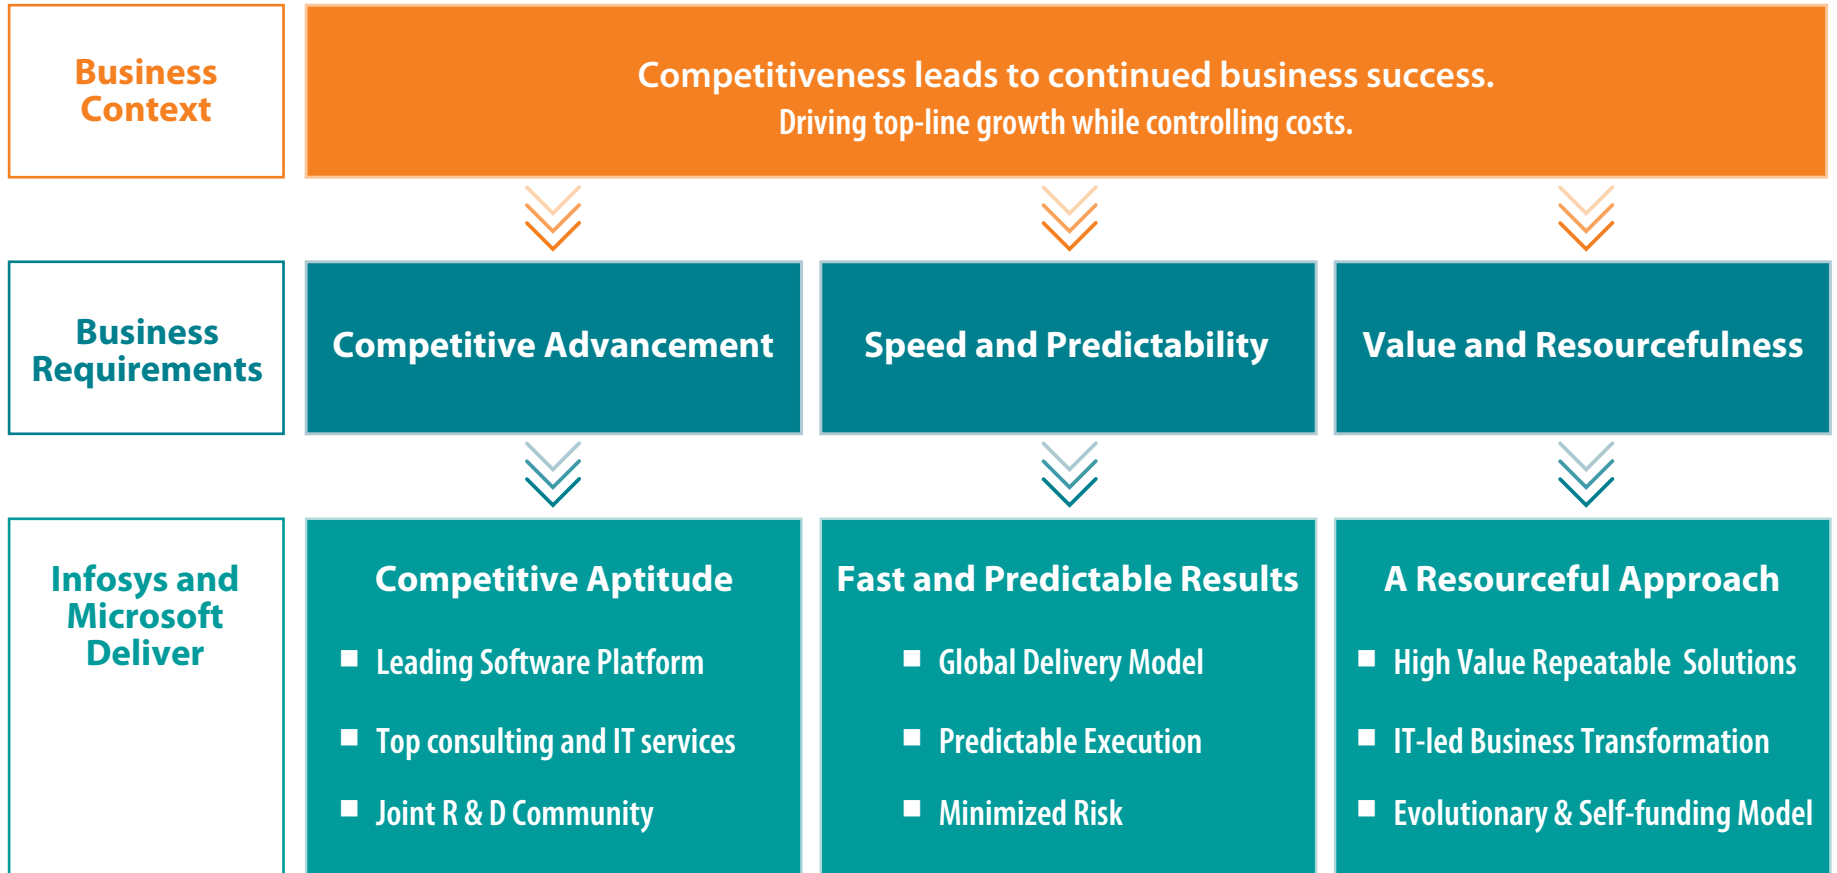 Business
Context
Competitiveness leads to continued business success.
Driving top-line growth while controlling costs.
Business
Requirements
Competitive Advancement
Speed and Predictability
Value and Resourcefulness
Infosys and
Microsoft
Deliver
Competitive Aptitude
■ Leading Software Platform
■ Top consulting and IT services
■ Joint R & D Community
Fast and Predictable Results
■ Global Delivery Model
■ Predictable Execution
■ Minimized Risk
A Resourceful Approach
■ High Value Repeatable Solutions
■ IT-led Business Transformation
■ Evolutionary & Self-funding Model